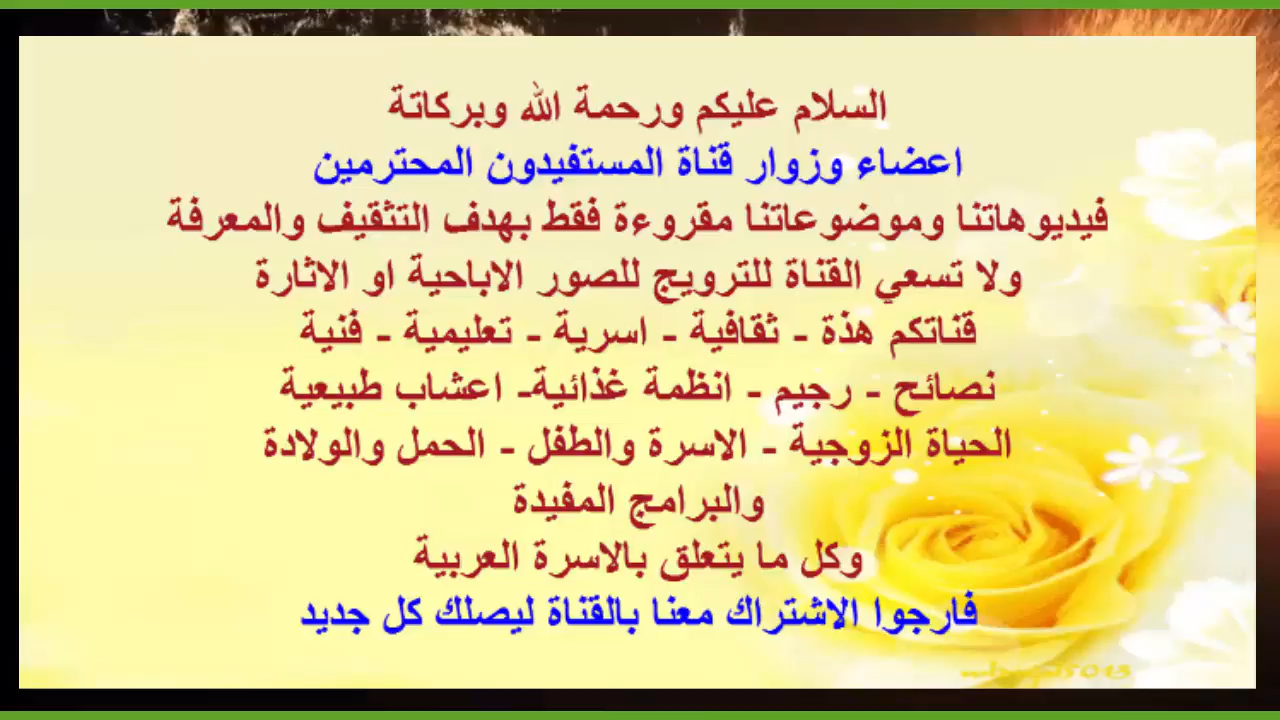 السلام عليكم ورحمة الله وبركاتة
اعضاء وزوار قناة المستفيدون المحترمين
فيديوهاتنا وموضوعاتنا مقروءة فقط بهدف التثقيف والمعرفة
ولا تسعي القناة للترويج للصور الاباحية او الاثارة
قناتكم هذة - ثقافية - اسرية - تعليمية - فنية
نصائح - رجيم - انظمة غذائية- اعشاب طبيعية
الحياة الزوجية - الاسرة والطفل - الحمل والولادة
والبرامج المفيدة
وكل ما يتعلق بالاسرة العربية
فارجوا الاشتراك معنا بالقناة ليصلك كل جديد